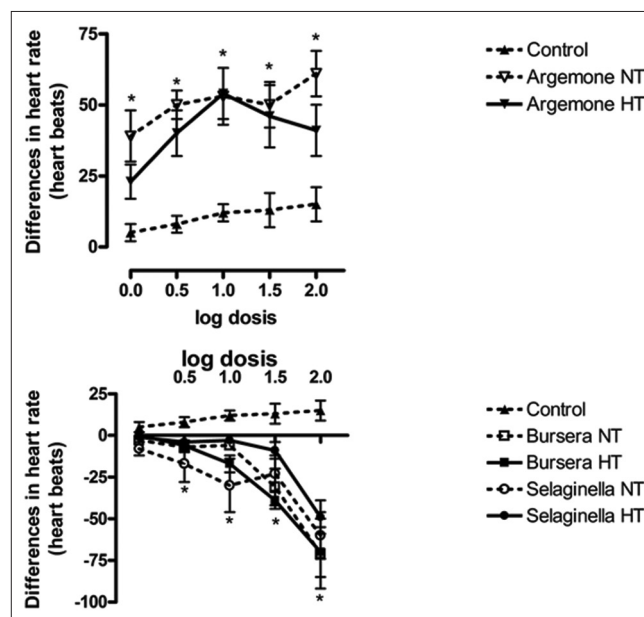 Differences in heart rate
(heart beats)
75
50
25
0
*
*
*
*
*
0.0 0.5 1.0 1.5 2.0
log dosis
Control
Argemone NT
Argemone HT
log dosis
0.5 1.0 1.5 2.0
Differences in heart rate
(heart beats)
25
0
-25
-50
-75
-100
*
*
*
*
Control
Bursera NT
Bursera HT
Selaginella NT
Selaginella HT